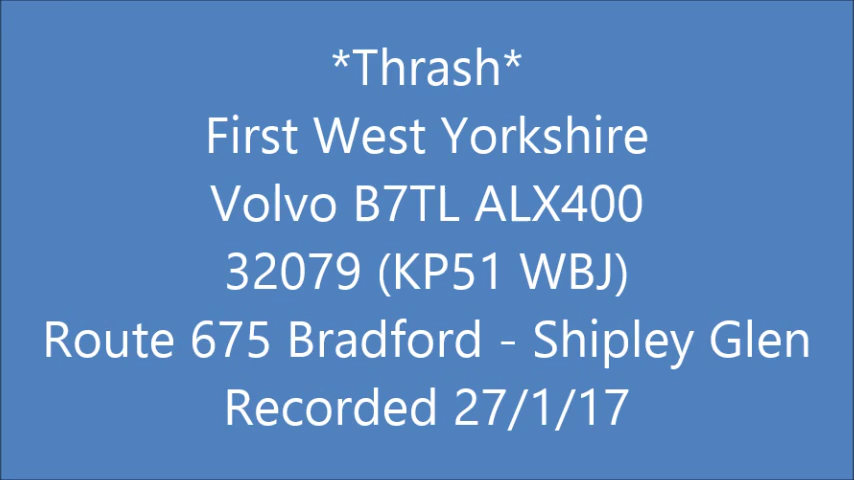 *Thrash*
First West Yorkshire
Volvo B7TL ALX400
32079 (KP51 WBJ)
Route 675 Bradford - Shipley Glen
Recorded 27/1/17